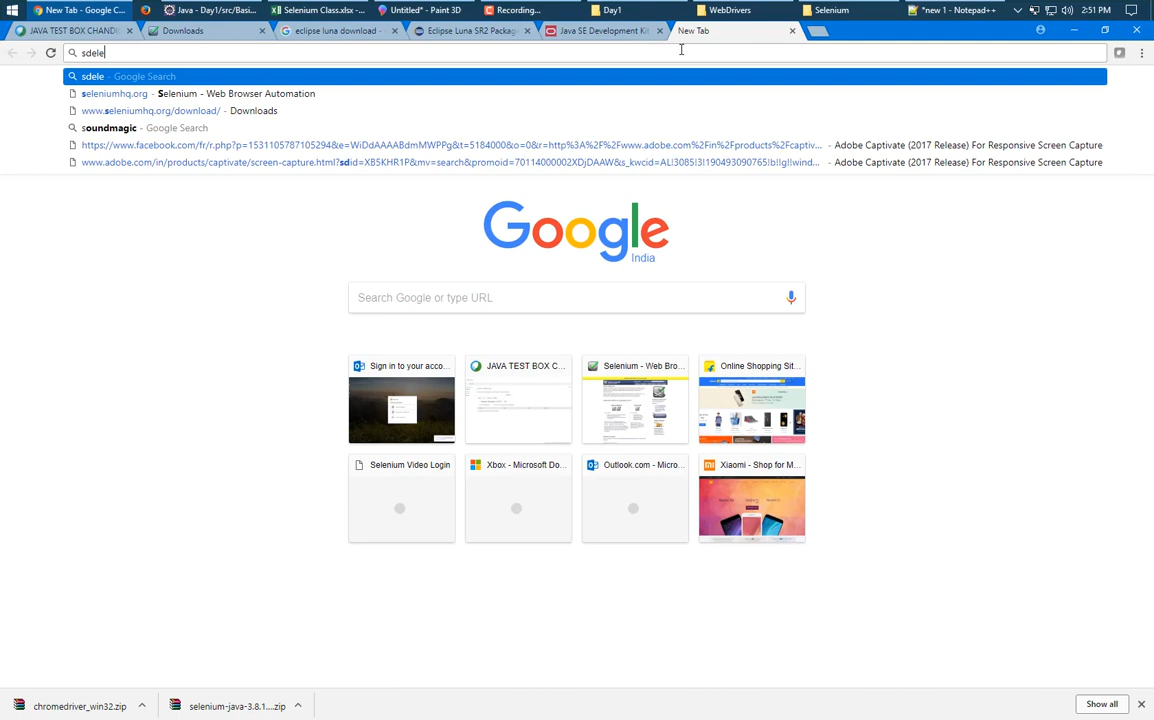 New Tab - Google C...
Java - Day1/src/Basi...
Selenium Class.xlsx -...
Untitled* - Paint 3D
Recording...
Day1
WebDrivers
Selenium
*new 1 - Notepad++
2:51 PM
JAVA TEST BOX CHANDI
Downloads
eclipse luna download -
Eclipse Luna SR2 Package
Java SE Development Kit
New Tab
sdele
sdele - Google Search
seleniumhq.org - Selenium - Web Browser Automation
www.seleniumhq.org/download/ - Downloads
soundmagic - Google Search
https://www.facebook.com/fr/r.php?p=1531105787105294&e=WiDdAAAABdmMWPPg&t=5184000&o=0&r=http%3A%2F%2Fwww.adobe.com%2Fin%2Fproducts%2Fcaptiv... - Adobe Captivate (2017 Release) For Responsive Screen Capture
www.adobe.com/in/products/captivate/screen-capture.html?sdid=XB5KHR1P&mv=search&promoid=70114000002XDjDAAW&s_kwcid=AL!3085!3!190493090765!b!!g!!wind... - Adobe Captivate (2017 Release) For Responsive Screen Capture
Google
India
Search Google or type URL
Sign in to your acco...
JAVA TEST BOX C...
Selenium - Web Bro...
Online Shopping Sit...
Selenium Video Login
Xbox - Microsoft Do...
Outlook.com - Micro...
Xiaomi - Shop for M...
chromedriver_win32.zip
selenium-java-3.8.1....zip
Show all